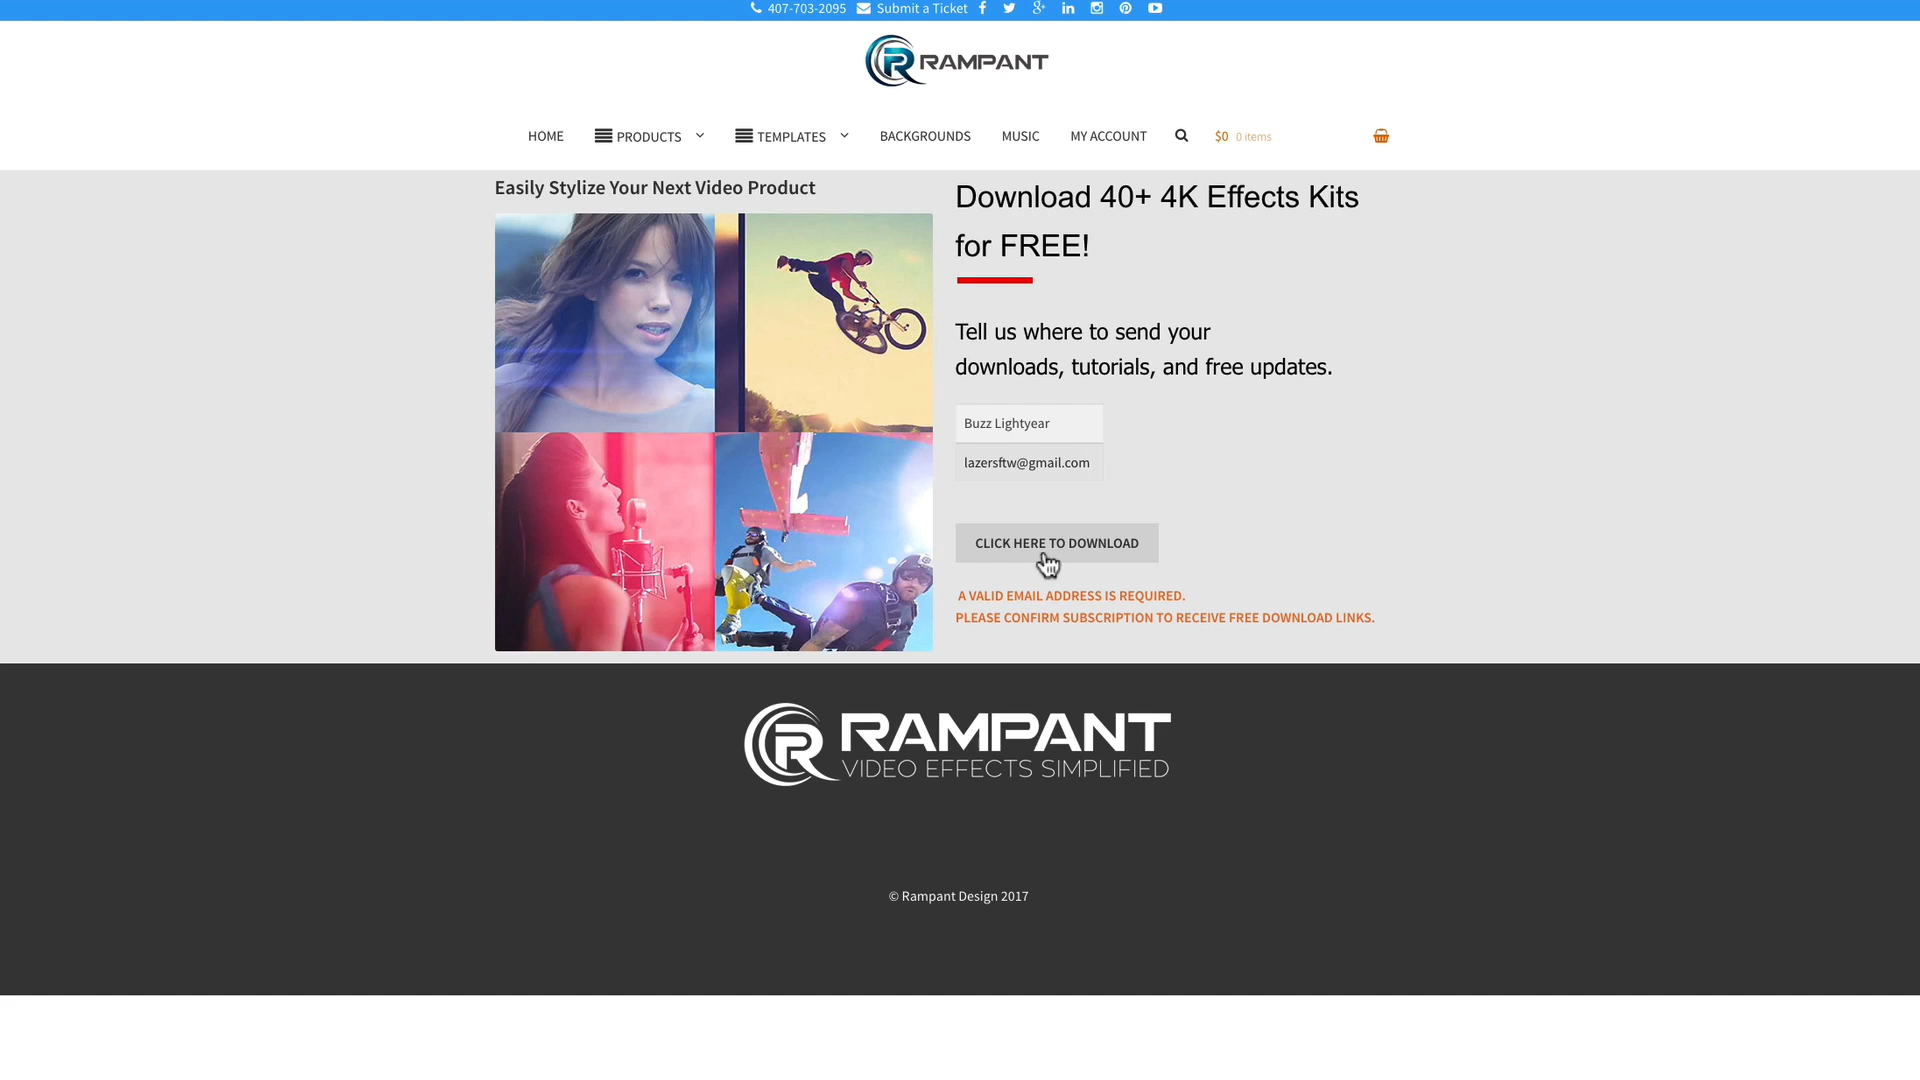 407-703-2095 Submit a Ticket
RAMPANT
HOME PRODUCTS TEMPLATES BACKGROUNDS MUSIC MY ACCOUNT $0 0 items
Easily Stylize Your Next Video Product
Download 40+ 4K Effects Kits
for FREE!
Tell us where to send your
downloads, tutorials, and free updates.
Buzz Lightyear
lazersftw@gmail.com
CLICK HERE TO DOWNLOAD
A VALID EMAIL ADDRESS IS REQUIRED.
PLEASE CONFIRM SUBSCRIPTION TO RECEIVE FREE DOWNLOAD LINKS.
RAMPANT
VIDEO EFFECTS SIMPLIFIED
© Rampant Design 2017